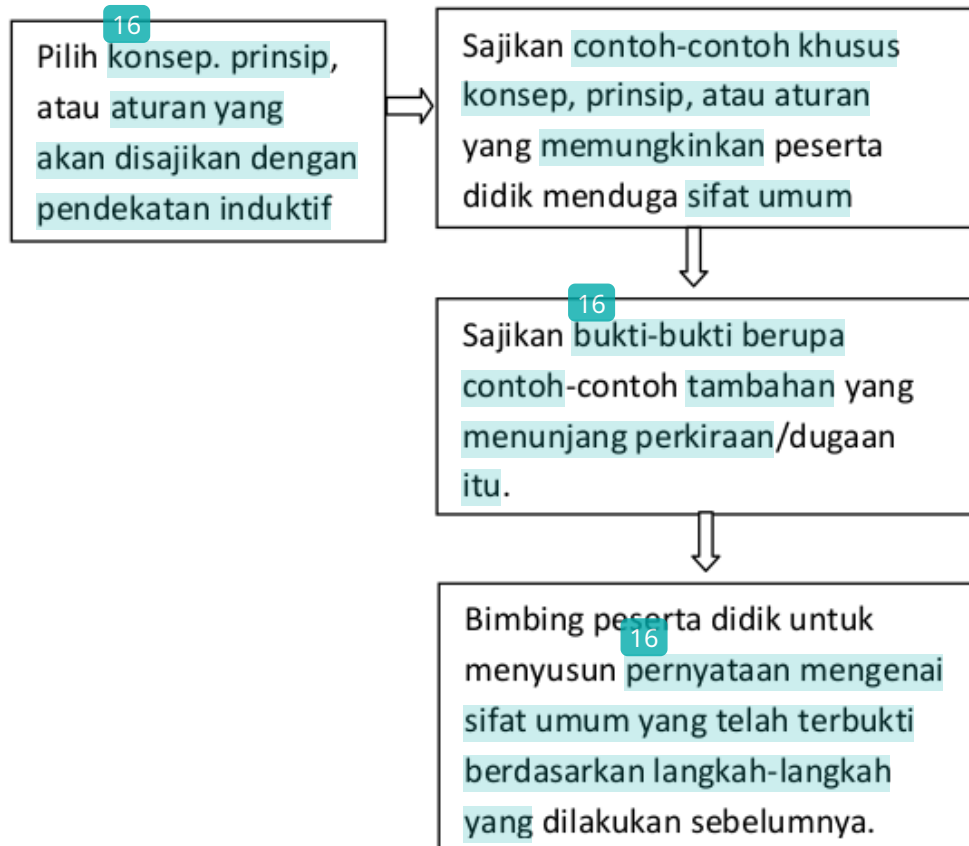 16
Pilih konsep. prinsip,
atau aturan yang
akan disajikan dengan
pendekatan induktif
Sajikan contoh-contoh khusus
konsep, prinsip, atau aturan
yang memungkinkan peserta
didik menduga sifat umum
16
Sajikan bukti-bukti berupa
contoh-contoh tambahan yang
menunjang perkiraan/dugaan
itu.
Bimbing peserta didik untuk
16
menyusun pernyataan mengenai
sifat umum yang telah terbukti
berdasarkan langkah-langkah
yang dilakukan sebelumnya.